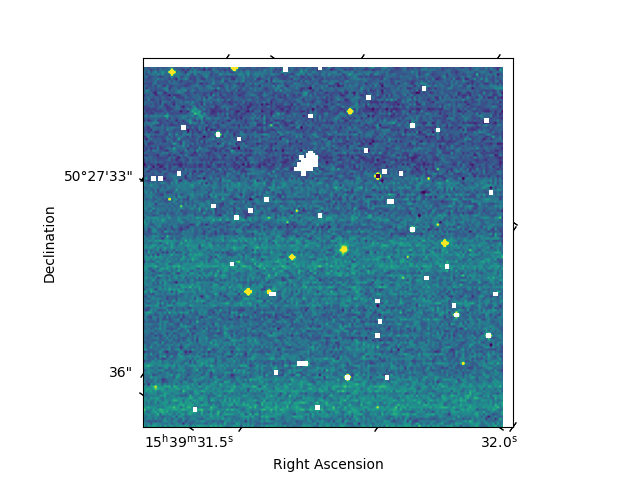 50°27'33"
Declination
36"
15ʰ39ᵐ31.5ˢ
32.0ˢ
Right Ascension